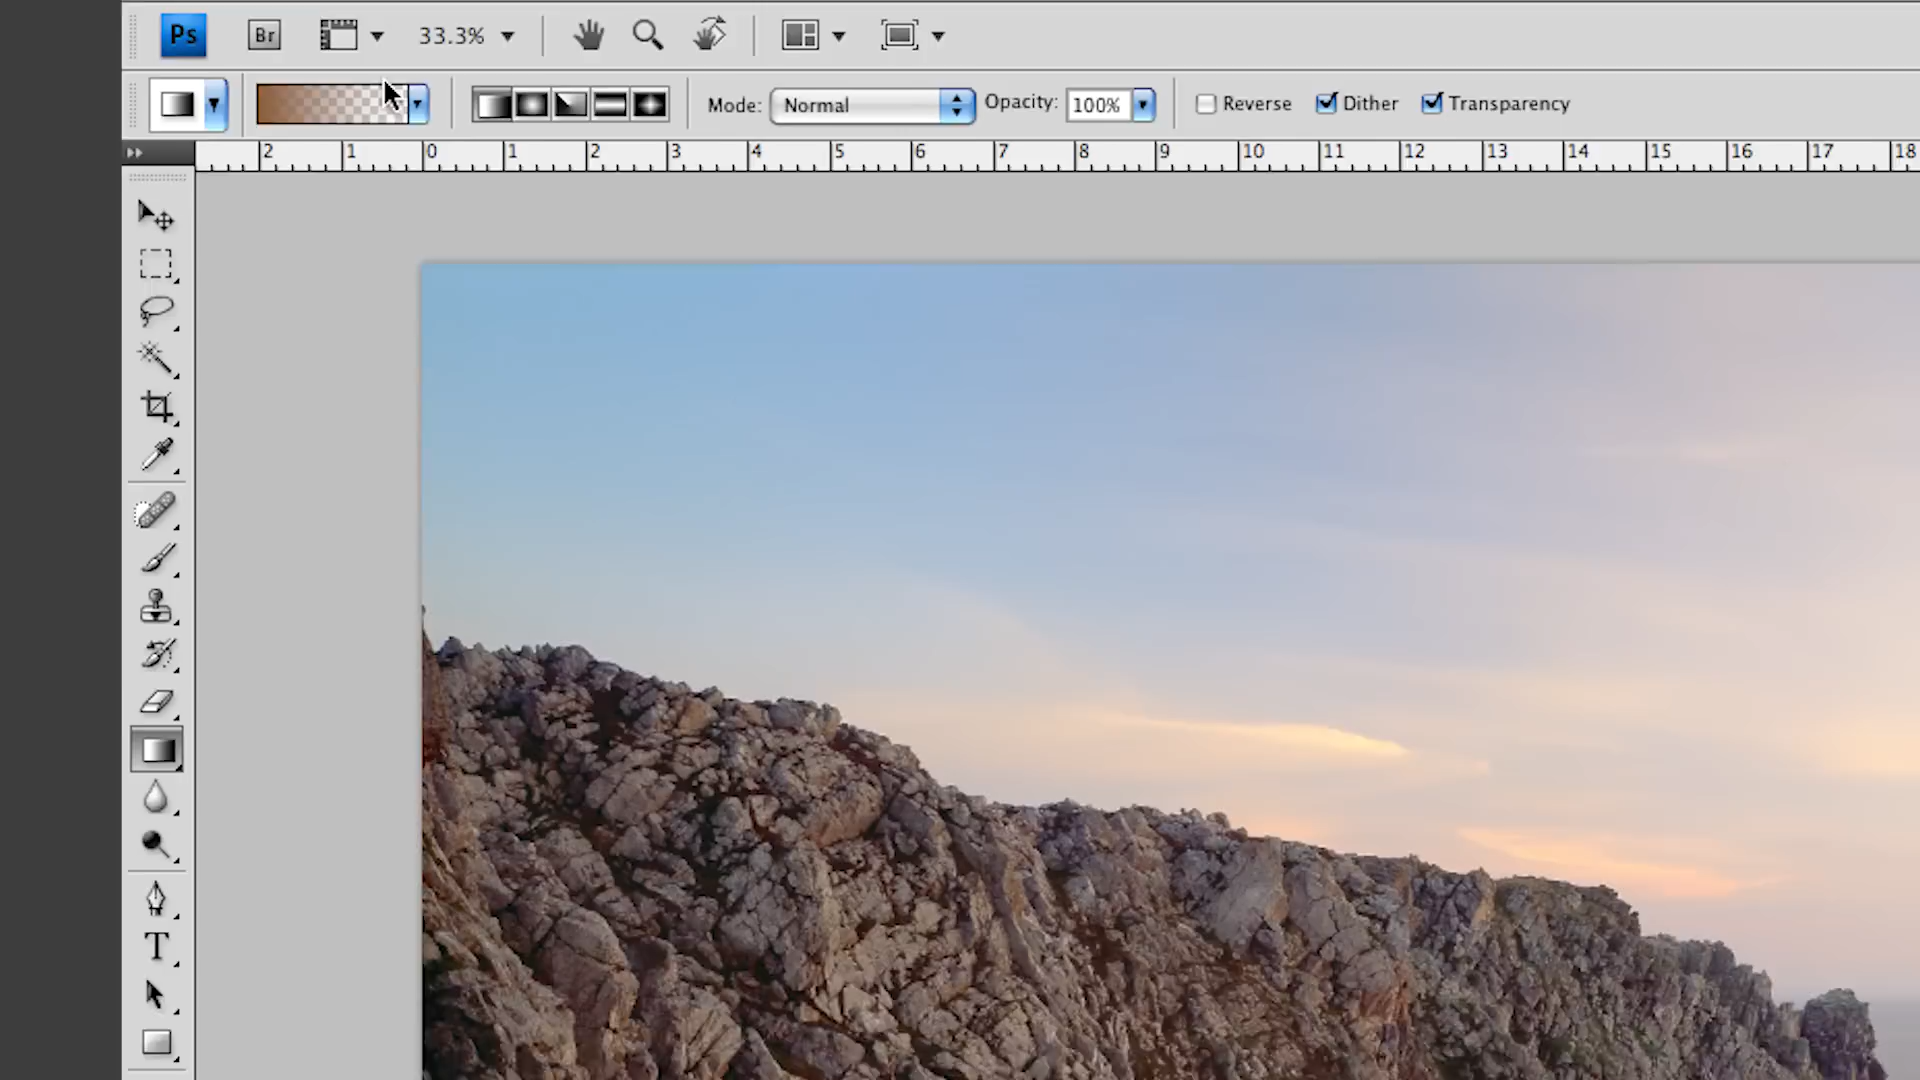 Ps Br 33.3%
Mode: Normal Opacity: 100% Reverse Dither Transparency
2 1 0 1 2 3 4 5 6 7 8 9 10 11 12 13 14 15 16 17 18
T